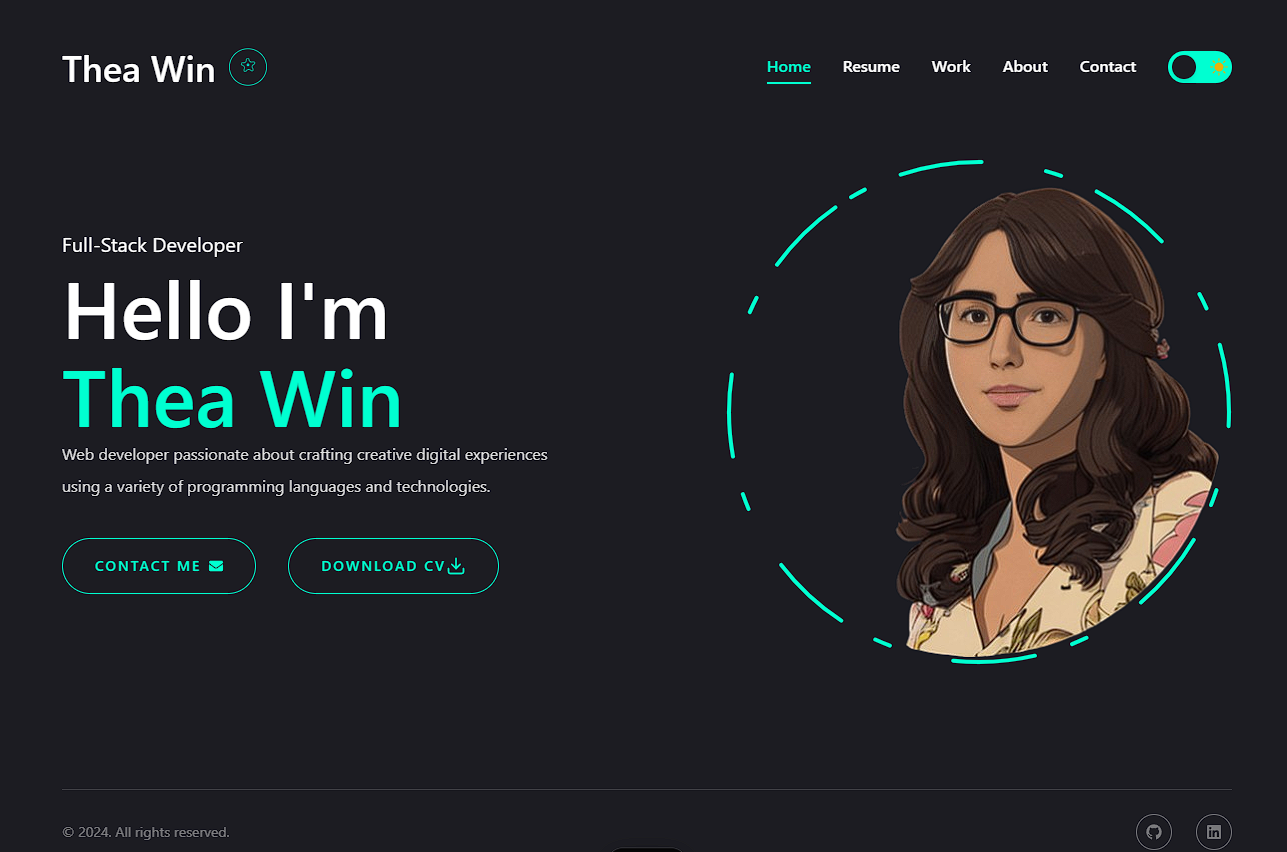 Thea Win
Home Resume Work About Contact
Full-Stack Developer
Hello I'm
Thea Win
Web developer passionate about crafting creative digital experiences
using a variety of programming languages and technologies.
CONTACT ME
DOWNLOAD CV
© 2024. All rights reserved.